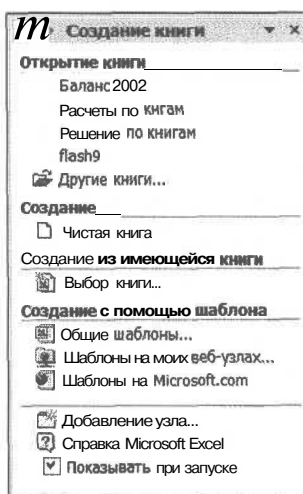 m Создание книги
Открытие книги
Баланс 2002
Расчеты по книгам
Решение по книгам
flash9
Другие книги...
Создание
Чистая книга
Создание из имеющейся книги
Выбор книги...
Создание с помощью шаблона
Общие шаблоны...
Шаблоны на моих веб-узлах...
Шаблоны на Microsoft.com
Добавление узла...
Справка Microsoft Excel
Показывать при запуске